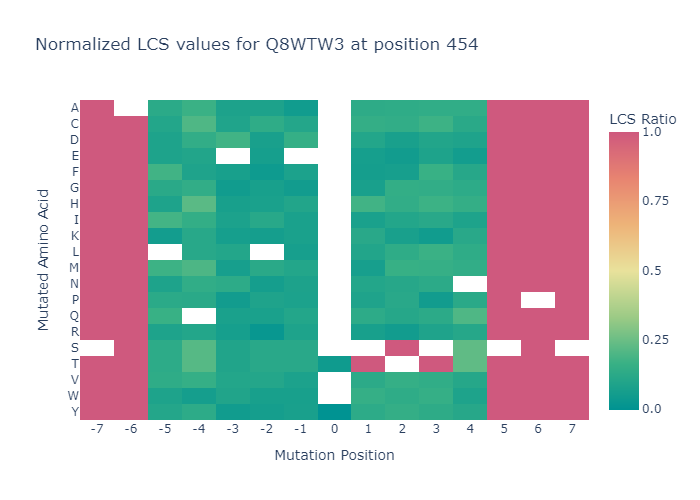 Normalized LCS values for Q8WTW3 at position 454
LCS Ratio
1.0
0.75
0.5
0.25
0.0
Mutated Amino Acid
A
C
D
E
F
G
H
I
K
L
M
N
P
Q
R
S
T
V
W
Y
-7 -6 -5 -4 -3 -2 -1 0 1 2 3 4 5 6 7
Mutation Position